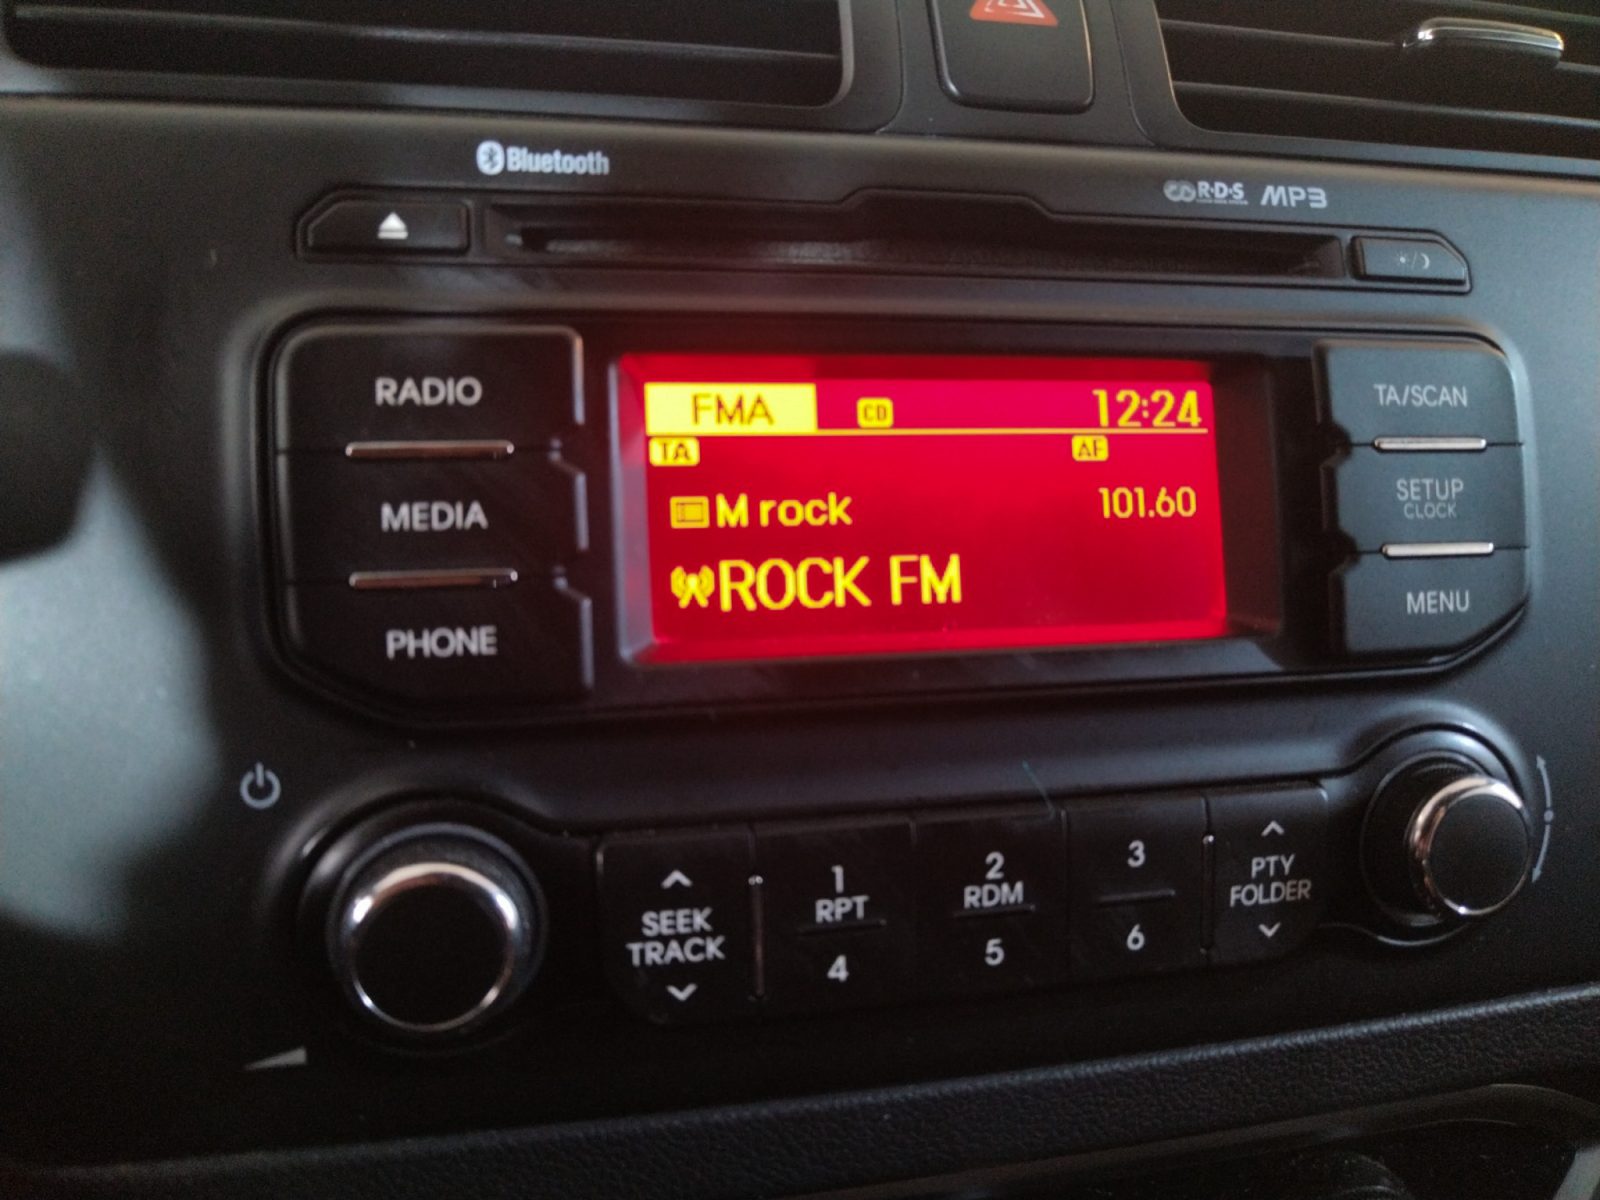 Bluetooth
R·D·S MP3
RADIO
MEDIA
PHONE
FMA CD 12:24
TA AF
M rock 101.60
ROCK FM
TA/SCAN
SETUP
CLOCK
MENU
SEEK
TRACK
1
RPT
4
2
RDM
5
3
6
PTY
FOLDER